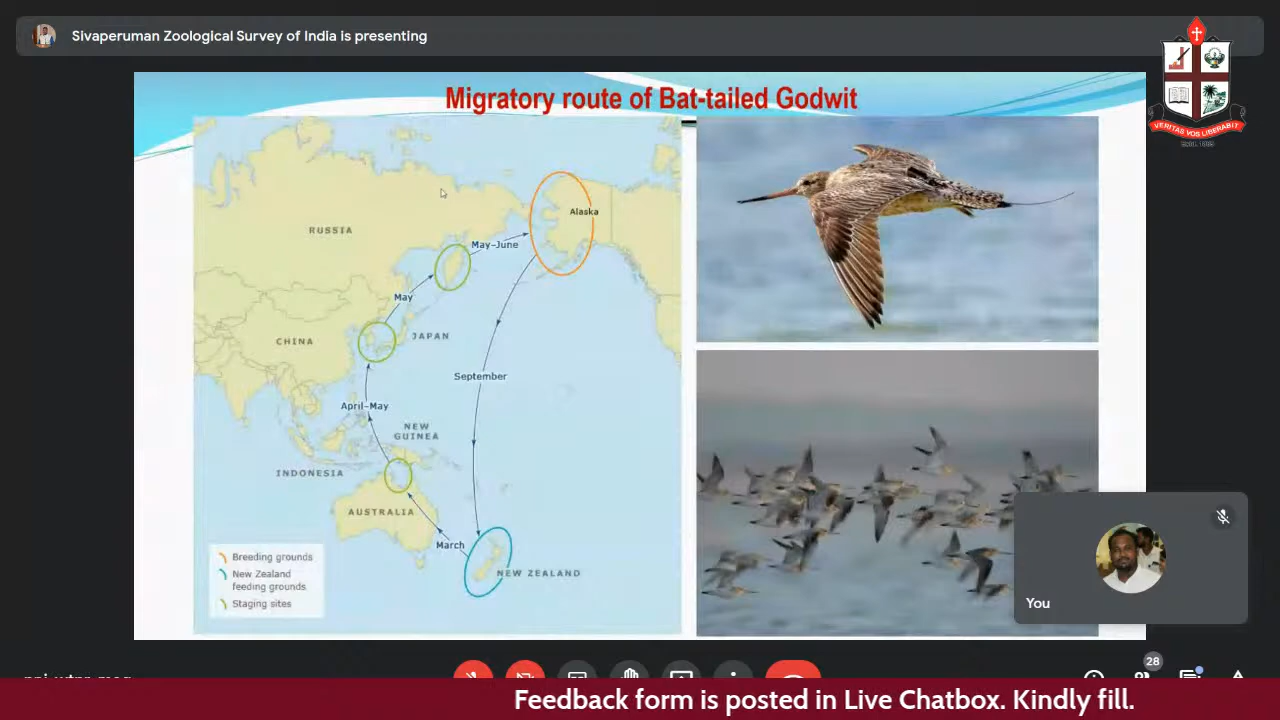 Sivaperuman Zoological Survey of India is presenting
VERITAS VOS LIBERABIT
Migratory route of Bat-tailed Godwit
Alaska
RUSSIA
May-June
May
CHINA
JAPAN
September
April-May
NEW
GUINEA
INDONESIA
AUSTRALIA
March
NEW ZEALAND
Breeding grounds
New Zealand
feeding grounds
Staging sites
You
28
Feedback form is posted in Live Chatbox. Kindly fill.